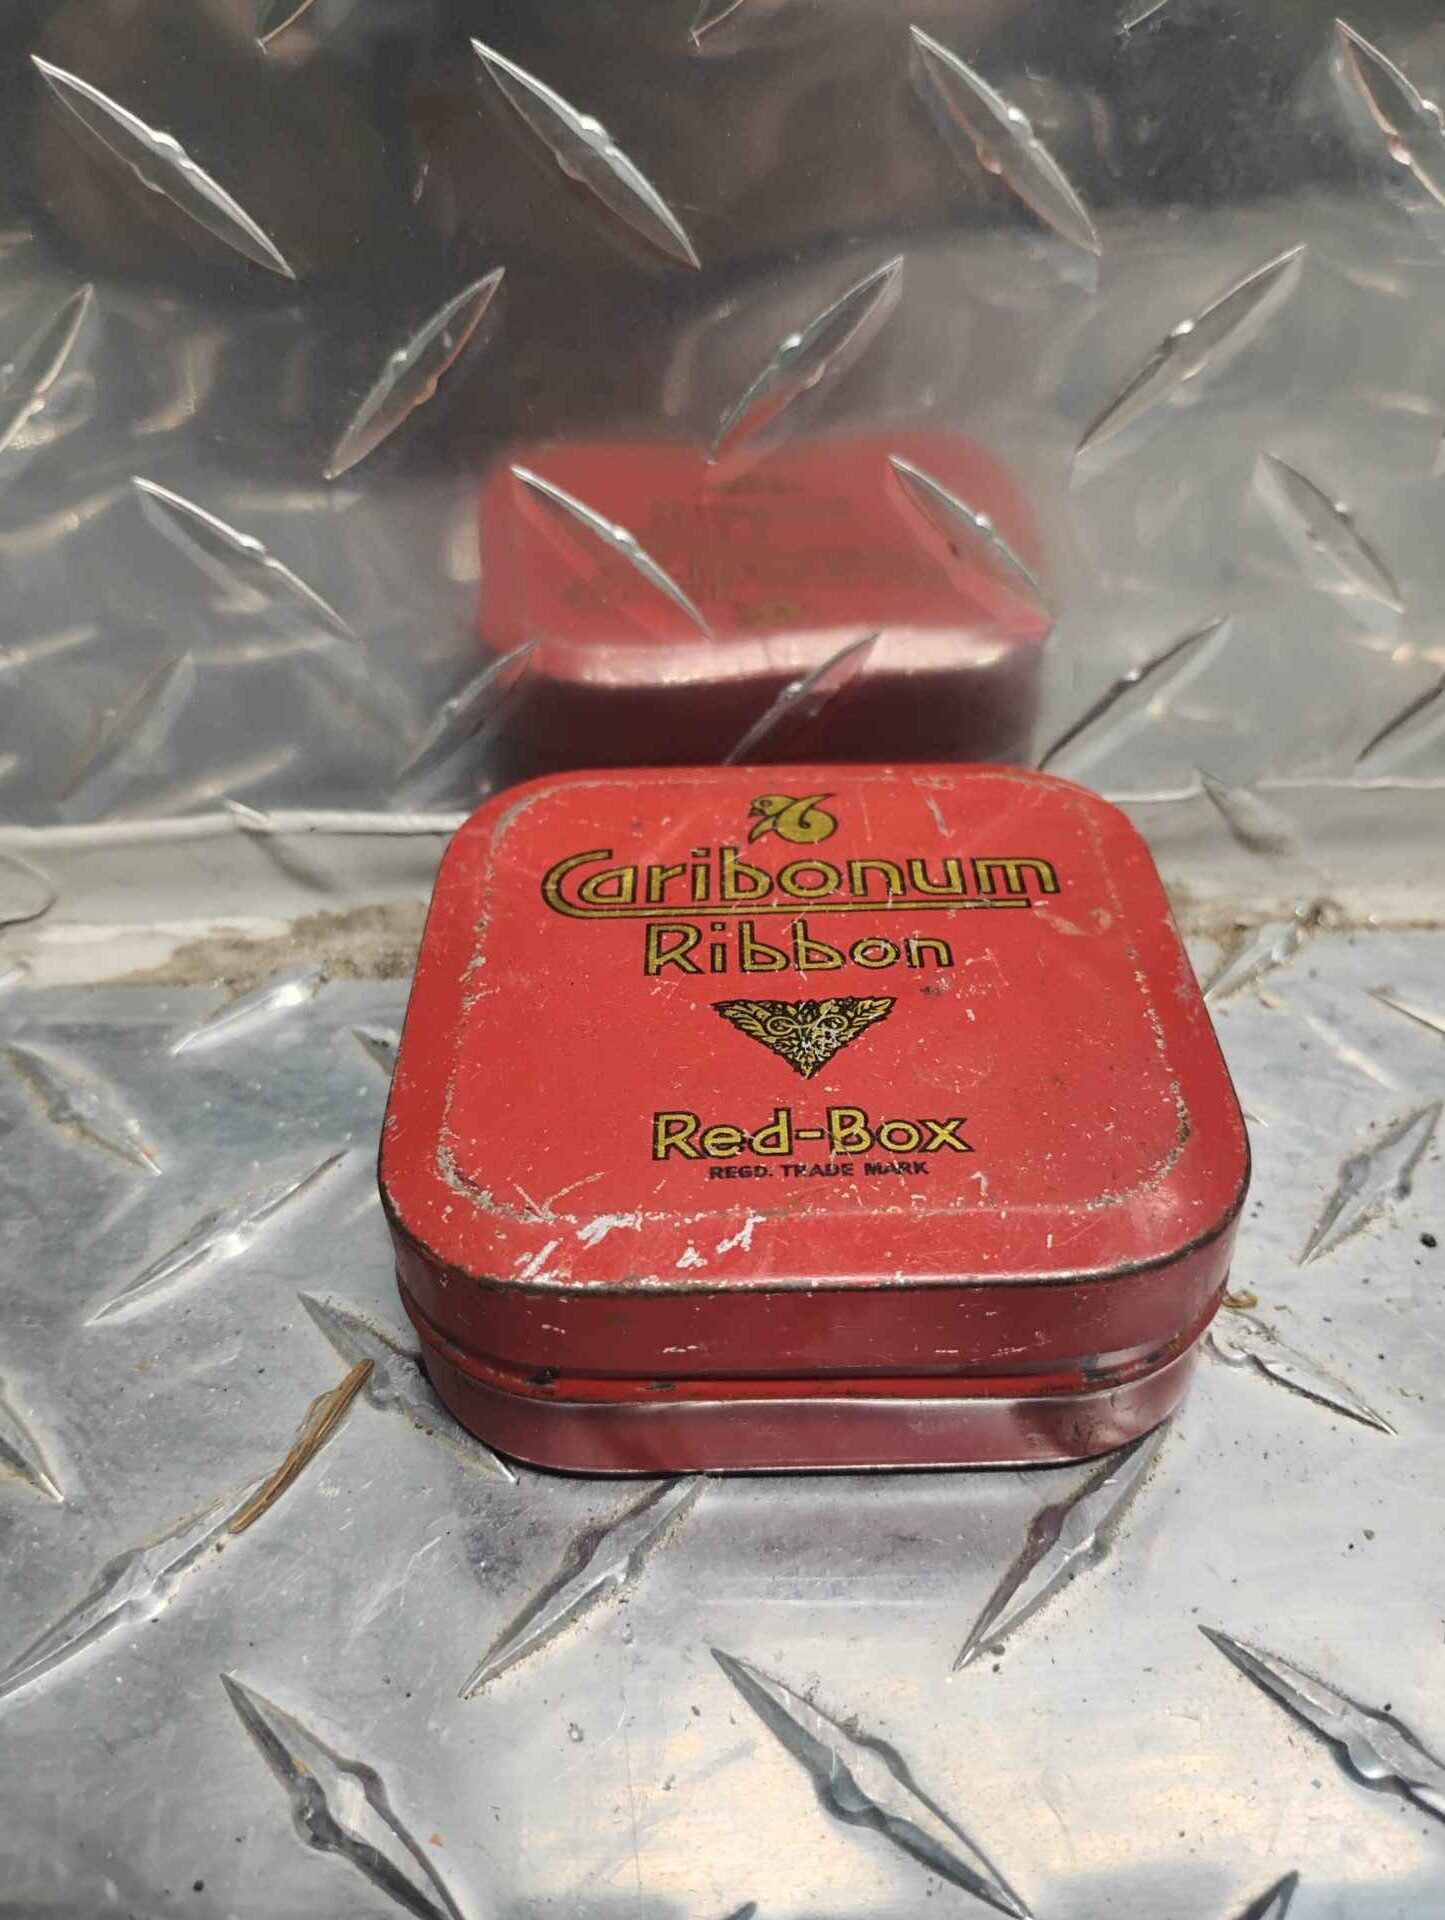 Caribonum
Ribbon
Red-Box
REGD. TRADE MARK